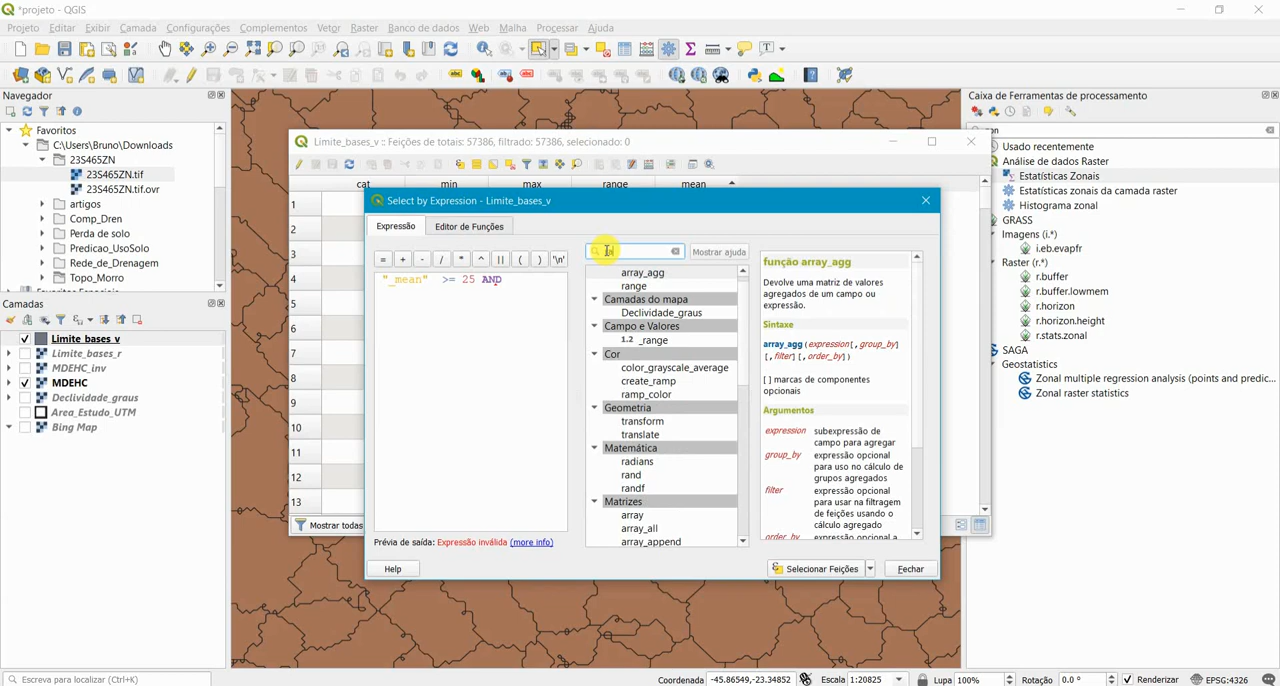 *projeto - QGIS
Projeto Editar Exibir Camada Configurações Complementos Vetor Raster Banco de dados Web Malha Processar Ajuda
Navegador
Favoritos
C:\Users\Bruno\Downloads
23S465ZN
23S465ZN.tif
23S465ZN.tif.ovr
artigos
Comp_Dren
Perda de solo
Predicao_UsoSolo
Rede_de_Drenagem
Topo_Morro
Camadas
Limite_bases_v
Limite_bases_r
MDEHC_inv
MDEHC
Declividade_graus
Area_Estudo_UTM
Bing Map
Limite_bases_v :: Feições de totais: 57386, filtrado: 57386, selecionado: 0
cat min max range mean
1
2
3
4
5
6
7
8
9
10
11
12
13
Mostrar todas
Select by Expression - Limite_bases_v
Expressão Editor de Funções
= + - / * ^ || ( ) '\n'
"_mean" >= 25 AND
Prévia de saída: Expressão inválida (more info)
Help
Mostrar ajuda
array_agg
range
Camadas do mapa
Declividade_graus
Campo e Valores
1.2 _range
Cor
color_grayscale_average
create_ramp
ramp_color
Geometria
transform
translate
Matemática
radians
rand
randf
Matrizes
array
array_all
array_append
função array_agg
Devolve uma matriz de valores
agregados de um campo ou
expressão.
Sintaxe
array_agg(expression[,group_by]
[,filter][,order_by])
[ ] marcas de componentes
opcionais
Argumentos
expression subexpressão de
campo para agregar
group_by expressão opcional
para uso no cálculo de
grupos agregados
filter expressão opcional
para usar na filtragem
de feições usando o
cálculo agregado
order_by expressão opcional a
Selecionar Feições
Fechar
Caixa de Ferramentas de processamento
Usado recentemente
Análise de dados Raster
Estatísticas Zonais
Estatísticas zonais da camada raster
Histograma zonal
GRASS
Imagens (i.*)
i.eb.evapfr
Raster (r.*)
r.buffer
r.buffer.lowmem
r.horizon
r.horizon.height
r.stats.zonal
SAGA
Geostatistics
Zonal multiple regression analysis (points and predic...
Zonal raster statistics
Escreva para localizar (Ctrl+K)
Coordenada -45.86549,-23.34852 Escala 1:20825 Lupa 100% Rotação 0.0 ° Renderizar EPSG:4326